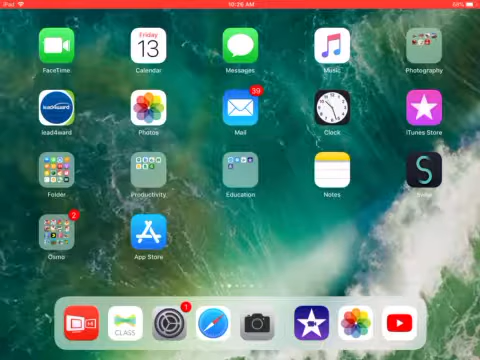 iPad 10:26 AM 59%
Friday
13
39
FaceTime Calendar Messages Music Photography
lead4ward
lead4ward Photos Mail Clock iTunes Store
Folder Productivity Education Notes
2
Osmo App Store
1
CLASS